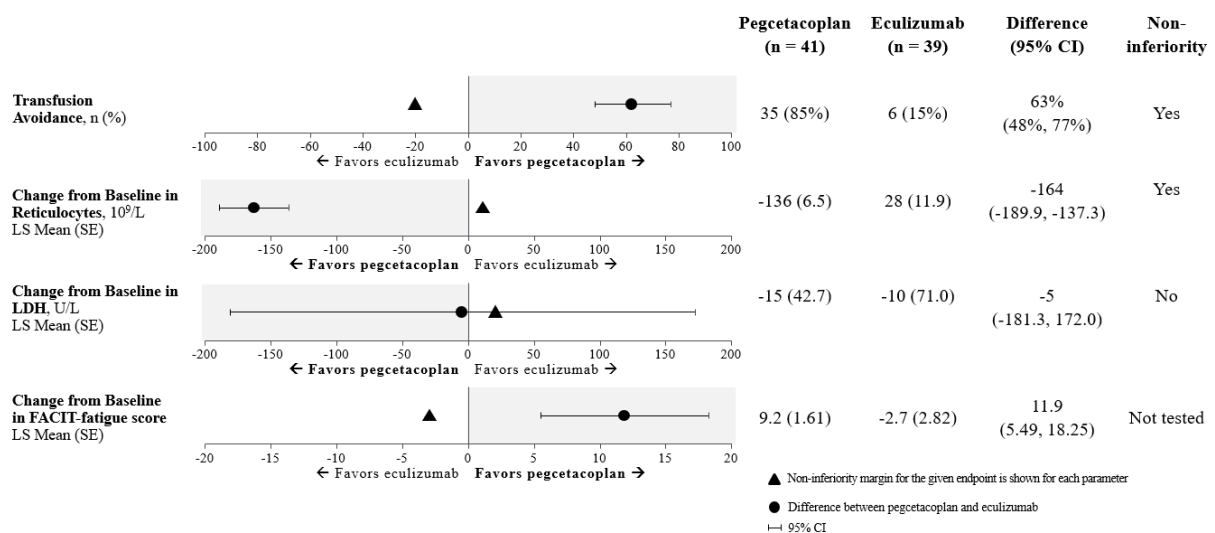 Pegcetacoplan Eculizumab Difference Non-
(n = 41) (n = 39) (95% CI) inferiority
Transfusion
Avoidance, n (%)
35 (85%) 6 (15%) 63% Yes
(48%, 77%)
-100 -80 -60 -40 -20 0 20 40 60 80 100
← Favors eculizumab Favors pegcetacoplan →
Change from Baseline in
Reticulocytes, 10⁹/L
LS Mean (SE)
-136 (6.5) 28 (11.9) -164 Yes
(-189.9, -137.3)
-200 -150 -100 -50 0 50 100 150 200
← Favors pegcetacoplan Favors eculizumab →
Change from Baseline in
LDH, U/L
LS Mean (SE)
-15 (42.7) -10 (71.0) -5 No
(-181.3, 172.0)
-200 -150 -100 -50 0 50 100 150 200
← Favors pegcetacoplan Favors eculizumab →
Change from Baseline
in FACIT-fatigue score
LS Mean (SE)
9.2 (1.61) -2.7 (2.82) 11.9 Not tested
(5.49, 18.25)
-20 -15 -10 -5 0 5 10 15 20
← Favors eculizumab Favors pegcetacoplan →
▲ Non-inferiority margin for the given endpoint is shown for each parameter
● Difference between pegcetacoplan and eculizumab
95% CI